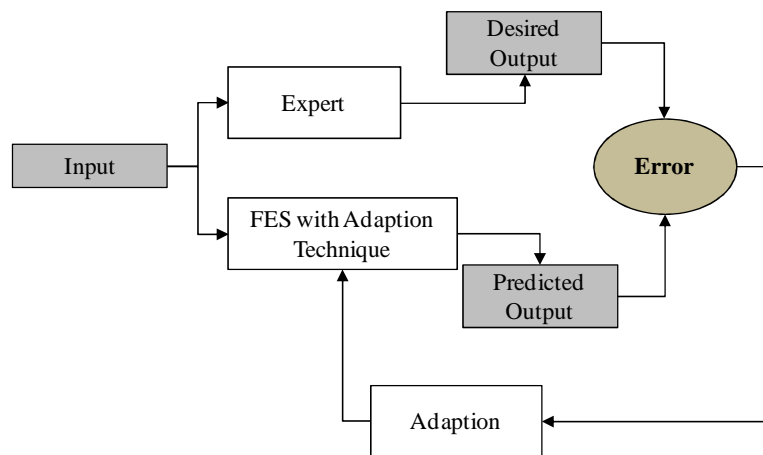 Desired
Output
Expert
Error
Input
FES with Adaption
Technique
Predicted
Output
Adaption